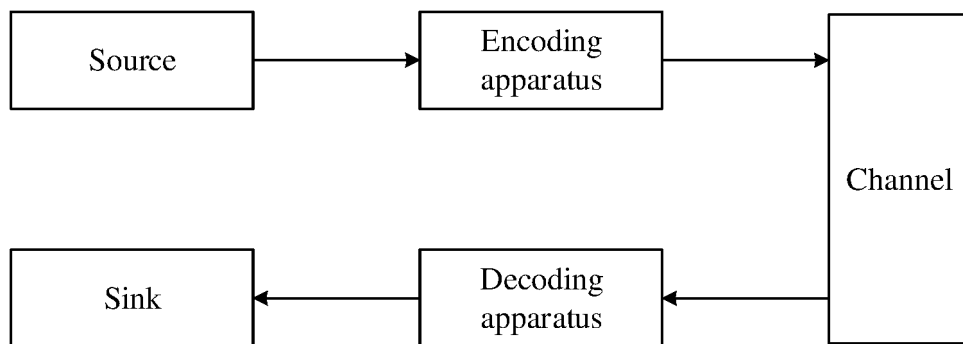 Source
Encoding
apparatus
Channel
Sink
Decoding
apparatus